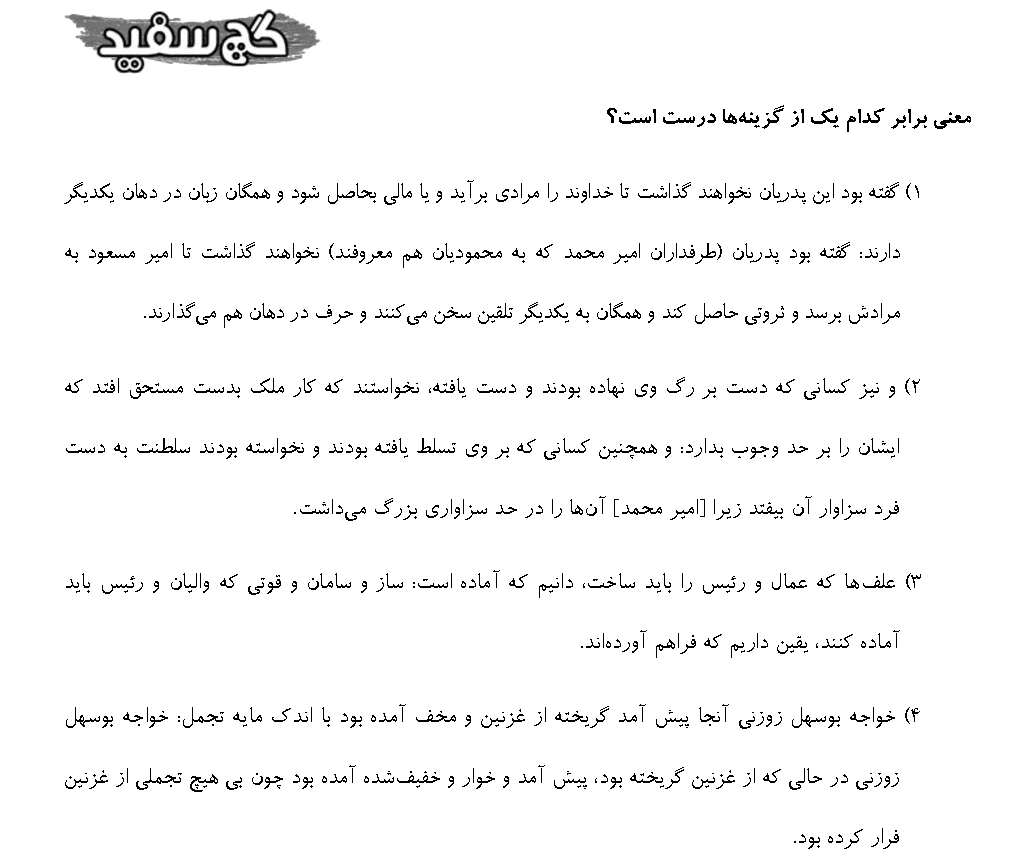 گچ سفید
معنی برابر کدام یک از گزینه‌ها درست است؟
۱) گفته بود این پدریان نخواهند گذاشت تا خداوند را مرادی برآید و یا مالی بحاصل شود و همگان زبان در دهان یکدیگر
دارند: گفته بود پدریان (طرفداران امیر محمد که به محمودیان هم معروفند) نخواهند گذاشت تا امیر مسعود به
مرادش برسد و ثروتی حاصل کند و همگان به یکدیگر تلقین سخن می‌کنند و حرف در دهان هم می‌گذارند.
۲) و نیز کسانی که دست بر رگ وی نهاده بودند و دست یافته، نخواستند که کار ملک بدست مستحق افتد که
ایشان را بر حد وجوب بدارد: و همچنین کسانی که بر وی تسلط یافته بودند و نخواسته بودند سلطنت به دست
فرد سزاوار آن بیفتد زیرا [امیر محمد] آن‌ها را در حد سزاواری بزرگ می‌داشت.
۳) علف‌ها که عمال و رئیس را باید ساخت، دانیم که آماده است: ساز و سامان و قوتی که والیان و رئیس باید
آماده کنند، یقین داریم که فراهم آورده‌اند.
۴) خواجه بوسهل زوزنی آنجا پیش آمد گریخته از غزنین و مخف آمده بود با اندک مایه تجمل: خواجه بوسهل
زوزنی در حالی که از غزنین گریخته بود، پیش آمد و خوار و خفیف‌شده آمده بود چون بی هیچ تجملی از غزنین
فرار کرده بود.